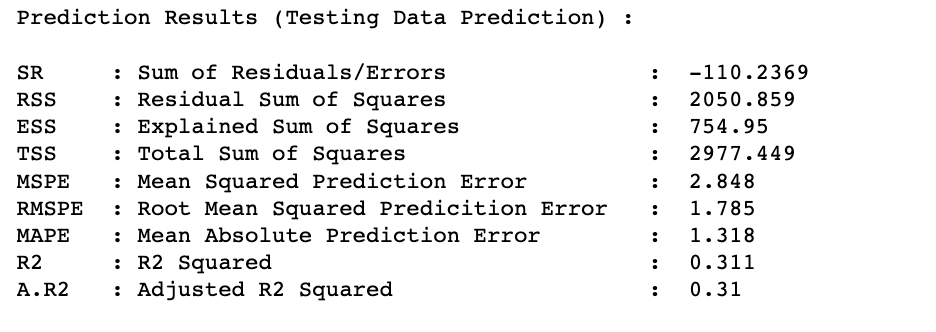 Prediction Results (Testing Data Prediction) :
SR : Sum of Residuals/Errors : -110.2369
RSS : Residual Sum of Squares : 2050.859
ESS : Explained Sum of Squares : 754.95
TSS : Total Sum of Squares : 2977.449
MSPE : Mean Squared Prediction Error : 2.848
RMSPE : Root Mean Squared Predicition Error : 1.785
MAPE : Mean Absolute Prediction Error : 1.318
R2 : R2 Squared : 0.311
A.R2 : Adjusted R2 Squared : 0.31